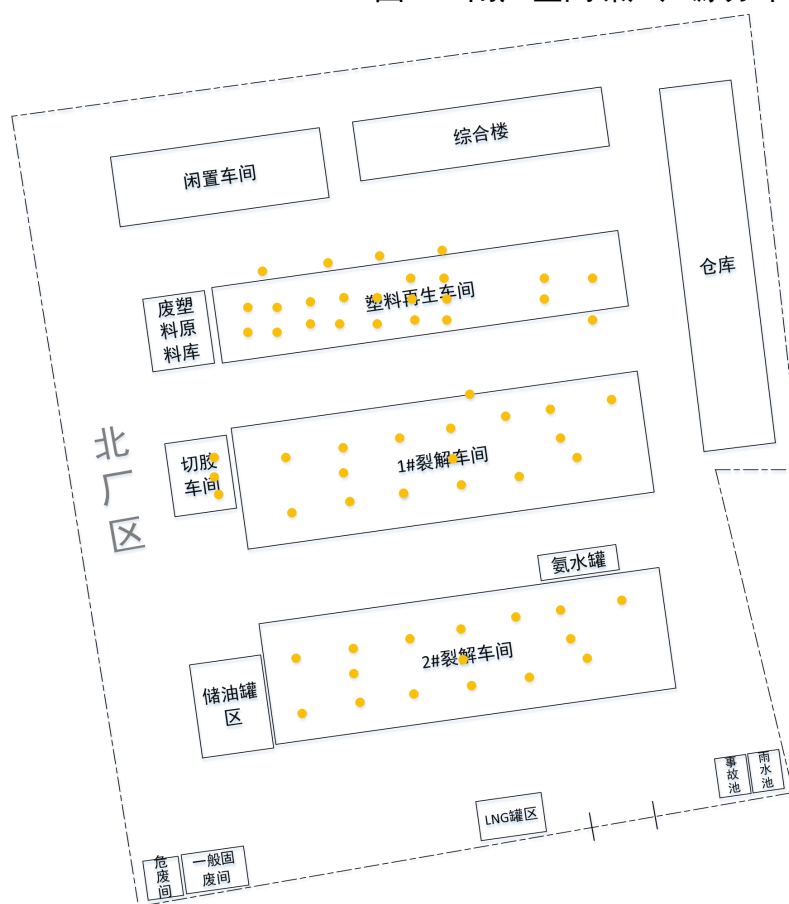 综合楼
闲置车间
仓库
塑料再生车间
废塑
料原
料库
北
厂
区
切胶
车间
1#裂解车间
氨水罐
2#裂解车间
储油罐
区
事
故
池
雨
水
池
LNG罐区
危
废
间
一般固
废间